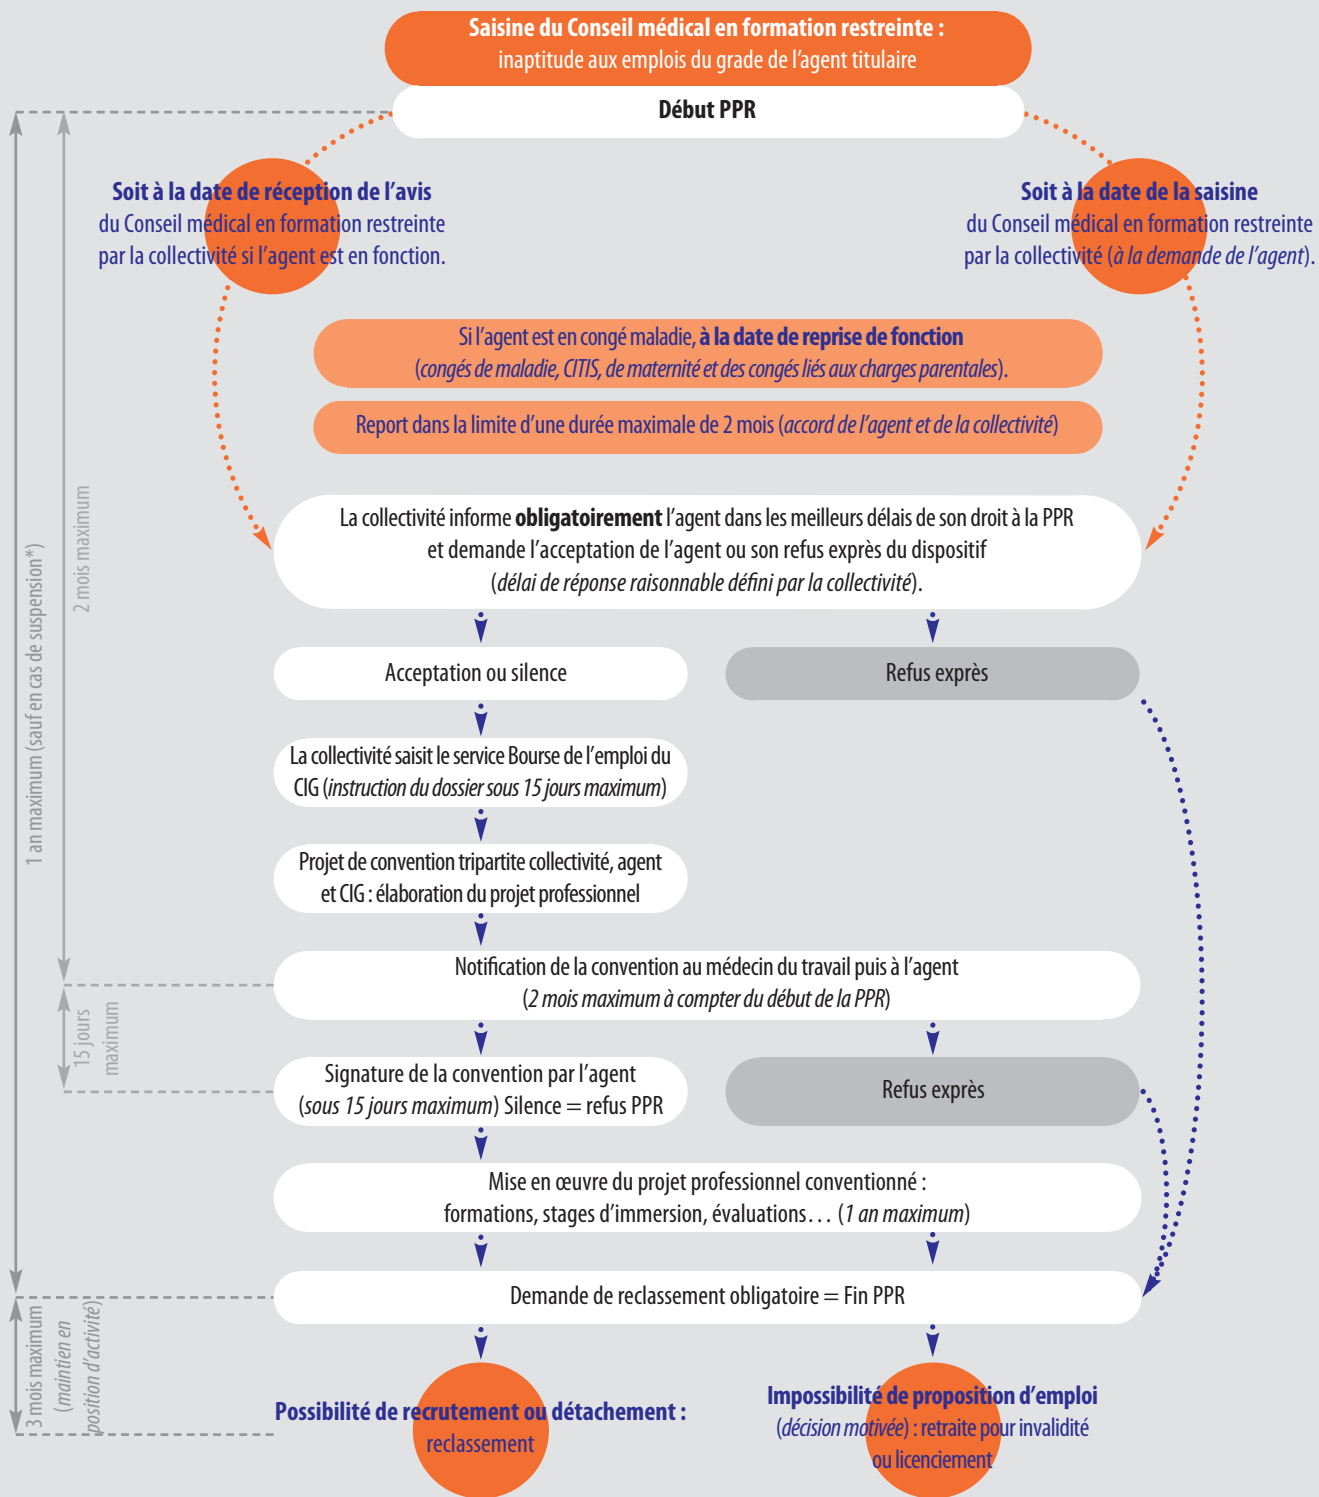 Saisine du Conseil médical en formation restreinte :
inaptitude aux emplois du grade de l’agent titulaire
Début PPR
Soit à la date de réception de l’avis
du Conseil médical en formation restreinte
par la collectivité si l’agent est en fonction.
Soit à la date de la saisine
du Conseil médical en formation restreinte
par la collectivité (à la demande de l’agent).
Si l’agent est en congé maladie, à la date de reprise de fonction
(congés de maladie, CITIS, de maternité et des congés liés aux charges parentales).
Report dans la limite d’une durée maximale de 2 mois (accord de l’agent et de la collectivité)
1 an maximum (sauf en cas de suspension*)
2 mois maximum
La collectivité informe obligatoirement l’agent dans les meilleurs délais de son droit à la PPR
et demande l’acceptation de l’agent ou son refus exprès du dispositif
(délai de réponse raisonnable défini par la collectivité).
Acceptation ou silence
Refus exprès
La collectivité saisit le service Bourse de l’emploi du
CIG (instruction du dossier sous 15 jours maximum)
Projet de convention tripartite collectivité, agent
et CIG : élaboration du projet professionnel
Notification de la convention au médecin du travail puis à l’agent
(2 mois maximum à compter du début de la PPR)
15 jours
maximum
Signature de la convention par l’agent
(sous 15 jours maximum) Silence = refus PPR
Refus exprès
Mise en œuvre du projet professionnel conventionné :
formations, stages d’immersion, évaluations… (1 an maximum)
Demande de reclassement obligatoire = Fin PPR
3 mois maximum
(maintien en
position d’activité)
Possibilité de recrutement ou détachement :
reclassement
Impossibilité de proposition d’emploi
(décision motivée) : retraite pour invalidité
ou licenciement